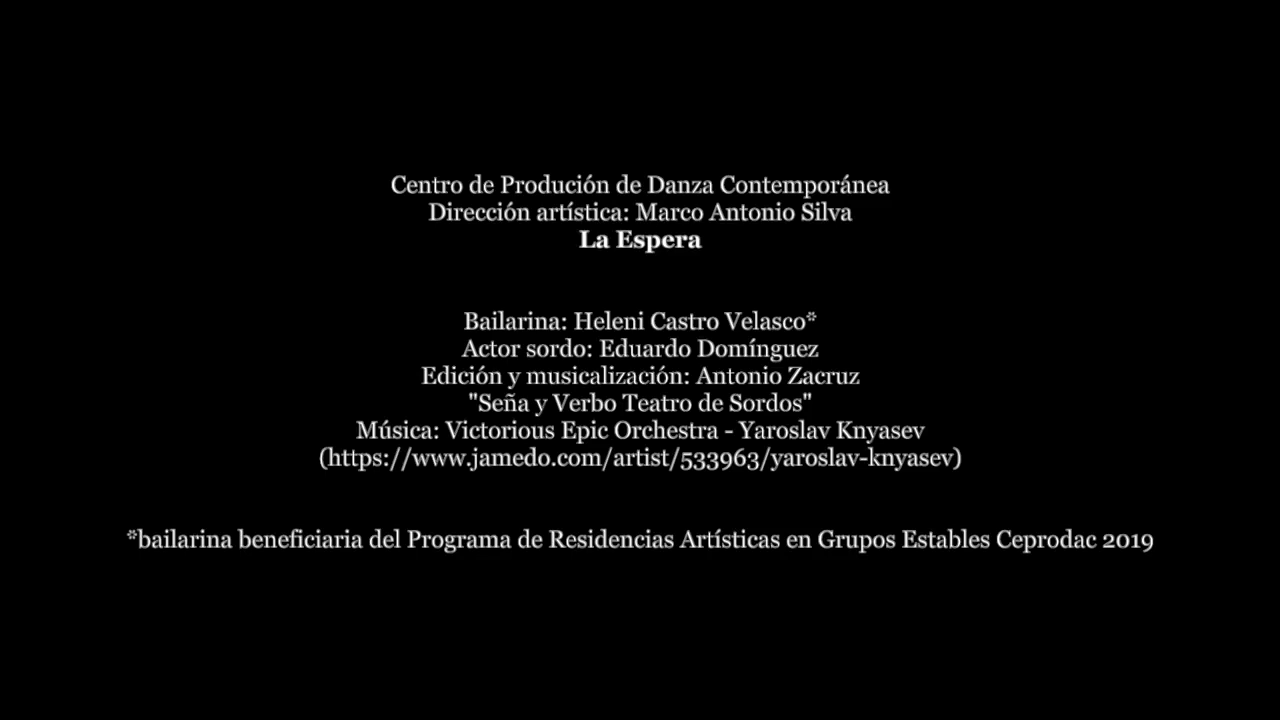 Centro de Produción de Danza Contemporánea
Dirección artística: Marco Antonio Silva
La Espera
Bailarina: Heleni Castro Velasco*
Actor sordo: Eduardo Domínguez
Edición y musicalización: Antonio Zacruz
"Seña y Verbo Teatro de Sordos"
Música: Victorious Epic Orchestra - Yaroslav Knyasev
(https://www.jamedo.com/artist/533963/yaroslav-knyasev)
*bailarina beneficiaria del Programa de Residencias Artísticas en Grupos Estables Ceprodac 2019